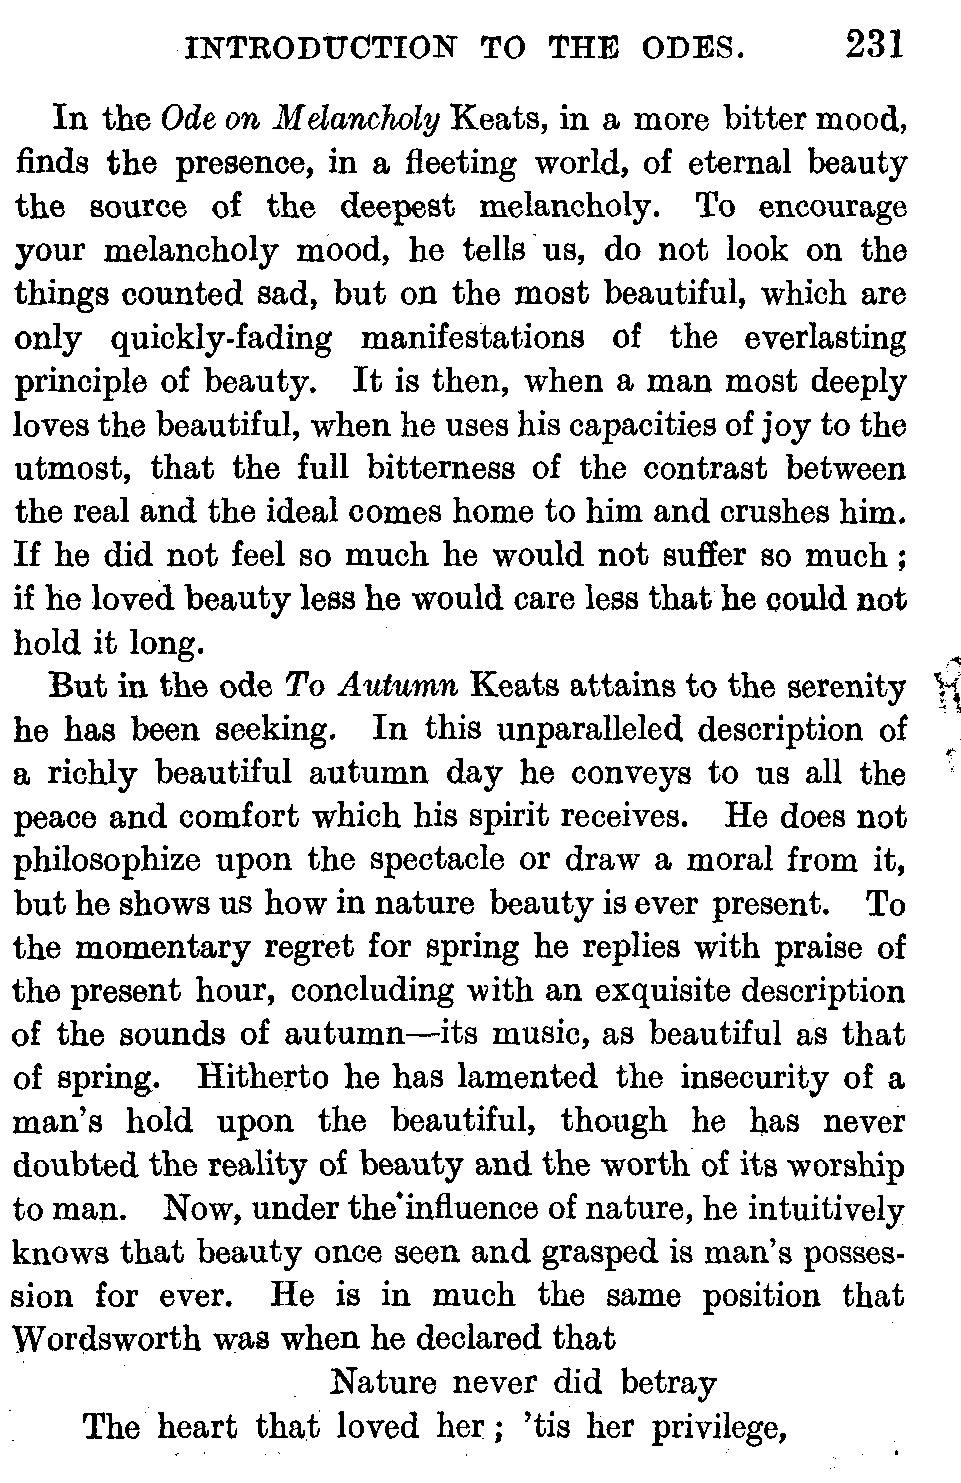 INTRODUCTION TO THE ODES. 231
In the Ode on Melancholy Keats, in a more bitter mood,
finds the presence, in a fleeting world, of eternal beauty
the source of the deepest melancholy. To encourage
your melancholy mood, he tells us, do not look on the
things counted sad, but on the most beautiful, which are
only quickly-fading manifestations of the everlasting
principle of beauty. It is then, when a man most deeply
loves the beautiful, when he uses his capacities of joy to the
utmost, that the full bitterness of the contrast between
the real and the ideal comes home to him and crushes him.
If he did not feel so much he would not suffer so much ;
if he loved beauty less he would care less that he could not
hold it long.
But in the ode To Autumn Keats attains to the serenity
he has been seeking. In this unparalleled description of
a richly beautiful autumn day he conveys to us all the
peace and comfort which his spirit receives. He does not
philosophize upon the spectacle or draw a moral from it,
but he shows us how in nature beauty is ever present. To
the momentary regret for spring he replies with praise of
the present hour, concluding with an exquisite description
of the sounds of autumn—its music, as beautiful as that
of spring. Hitherto he has lamented the insecurity of a
man's hold upon the beautiful, though he has never
doubted the reality of beauty and the worth of its worship
to man. Now, under the influence of nature, he intuitively
knows that beauty once seen and grasped is man's posses-
sion for ever. He is in much the same position that
Wordsworth was when he declared that
Nature never did betray
The heart that loved her ; 'tis her privilege,